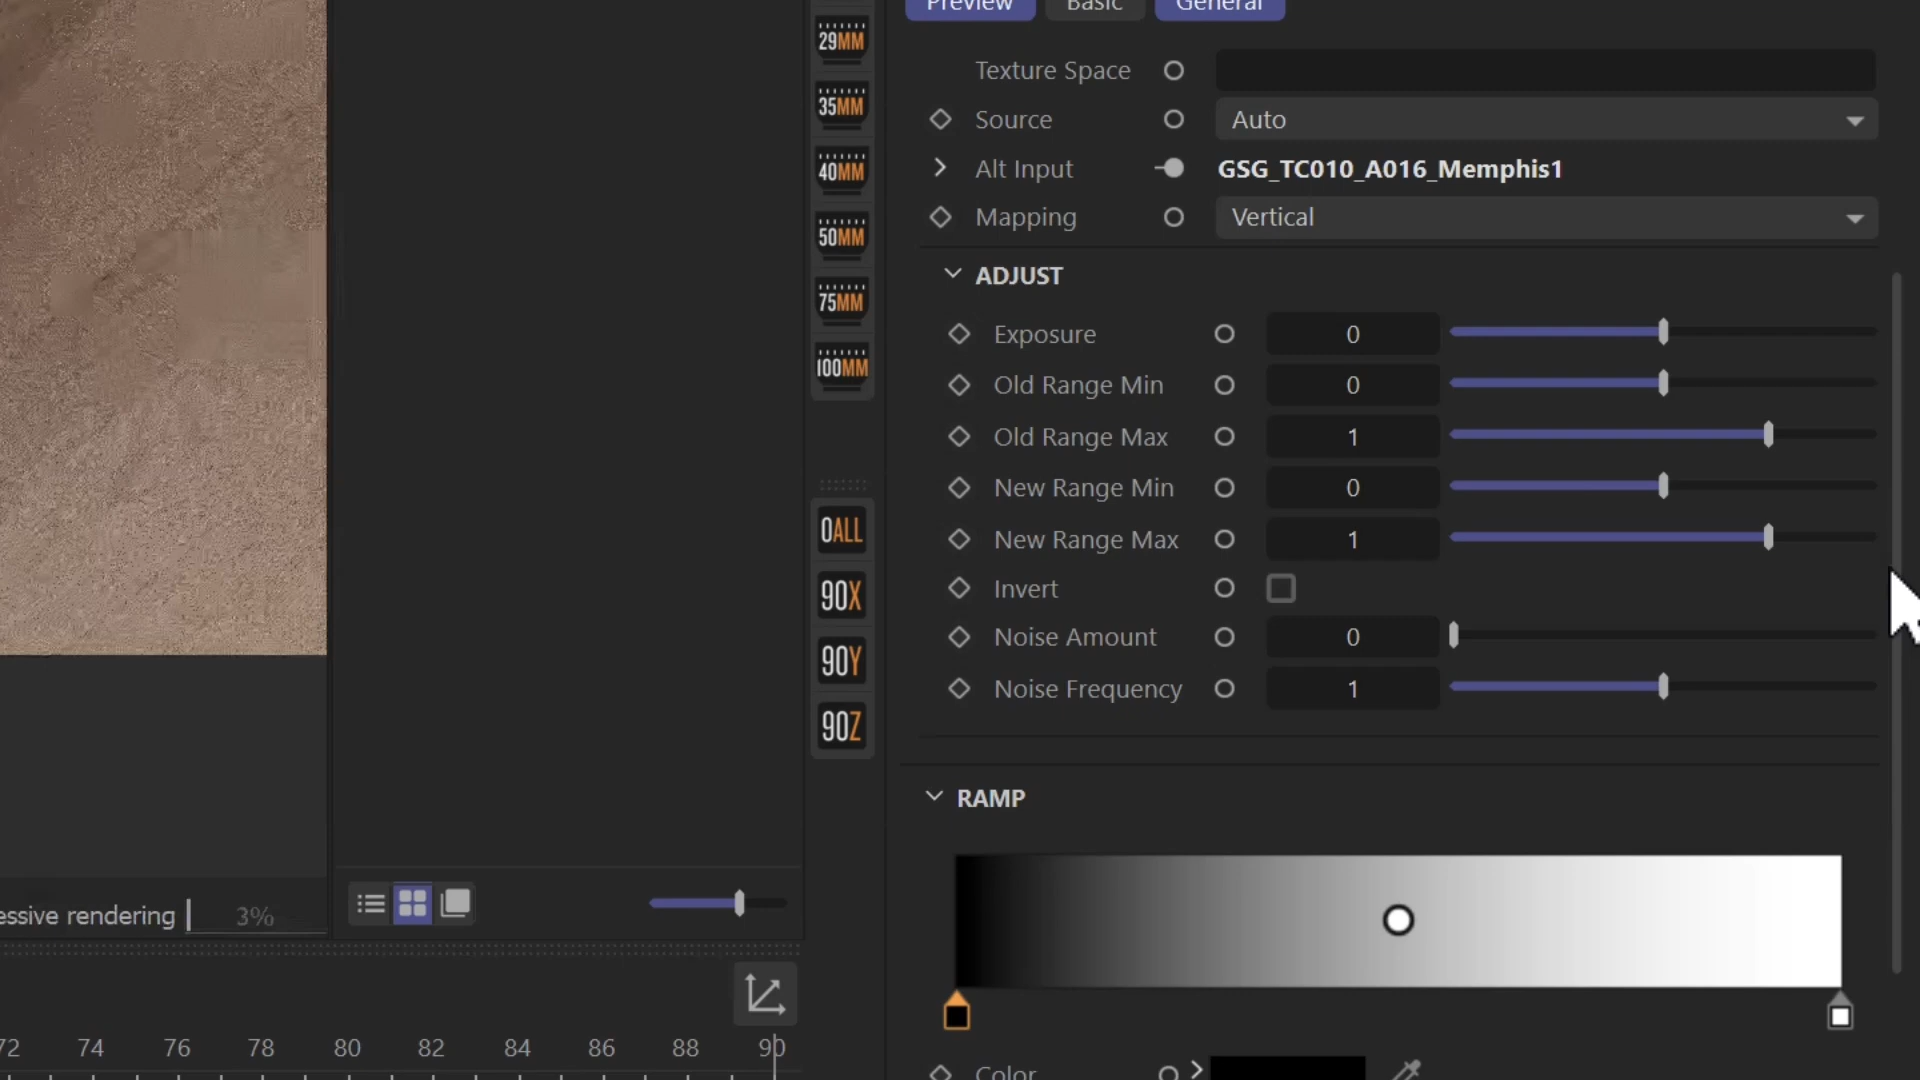 Preview Basic General
29MM
35MM
40MM
50MM
75MM
100MM
0ALL
90X
90Y
90Z
Texture Space
Source Auto
Alt Input GSG_TC010_A016_Memphis1
Mapping Vertical
ADJUST
Exposure 0
Old Range Min 0
Old Range Max 1
New Range Min 0
New Range Max 1
Invert
Noise Amount 0
Noise Frequency 1
RAMP
Color
essive rendering 3%
72 74 76 78 80 82 84 86 88 90